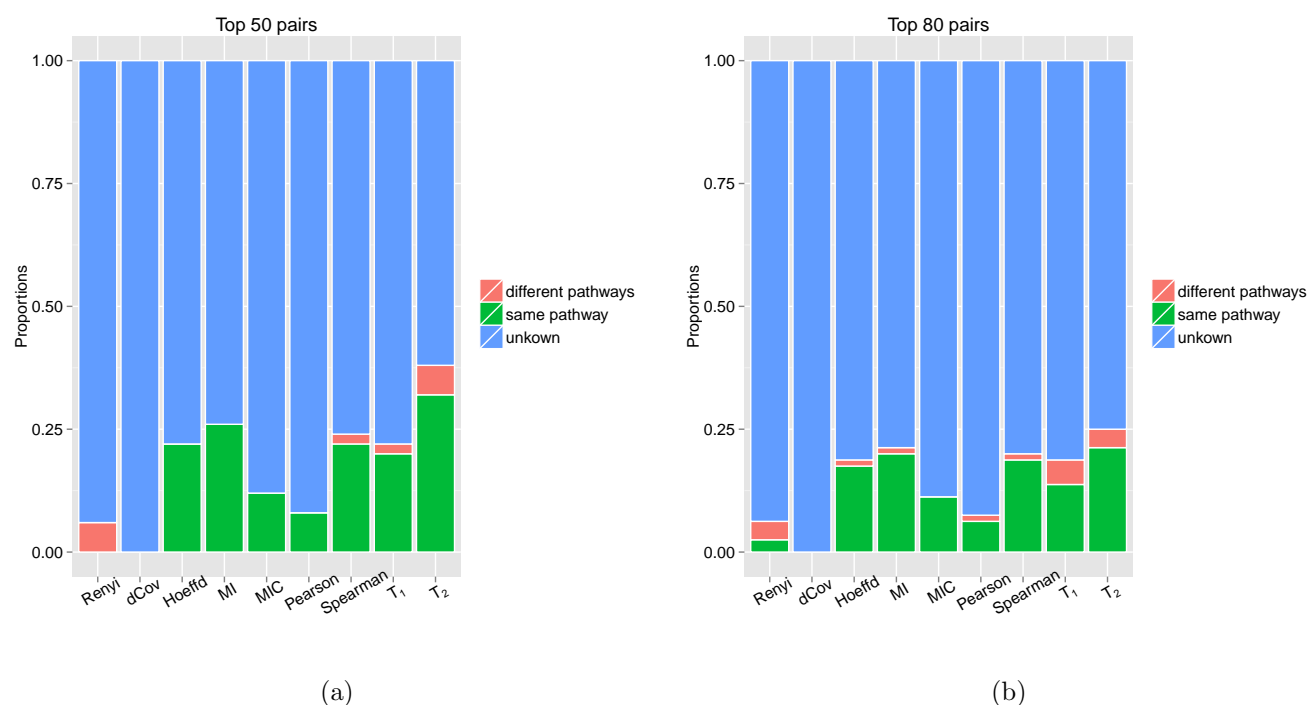 Top 50 pairs
1.00
0.75
0.50
0.25
0.00
Proportions
Renyi
dCov
Hoeffd
MI
MIC
Pearson
Spearman
T1
T2
different pathways
same pathway
unkown
(a)
Top 80 pairs
1.00
0.75
0.50
0.25
0.00
Proportions
Renyi
dCov
Hoeffd
MI
MIC
Pearson
Spearman
T1
T2
different pathways
same pathway
unkown
(b)